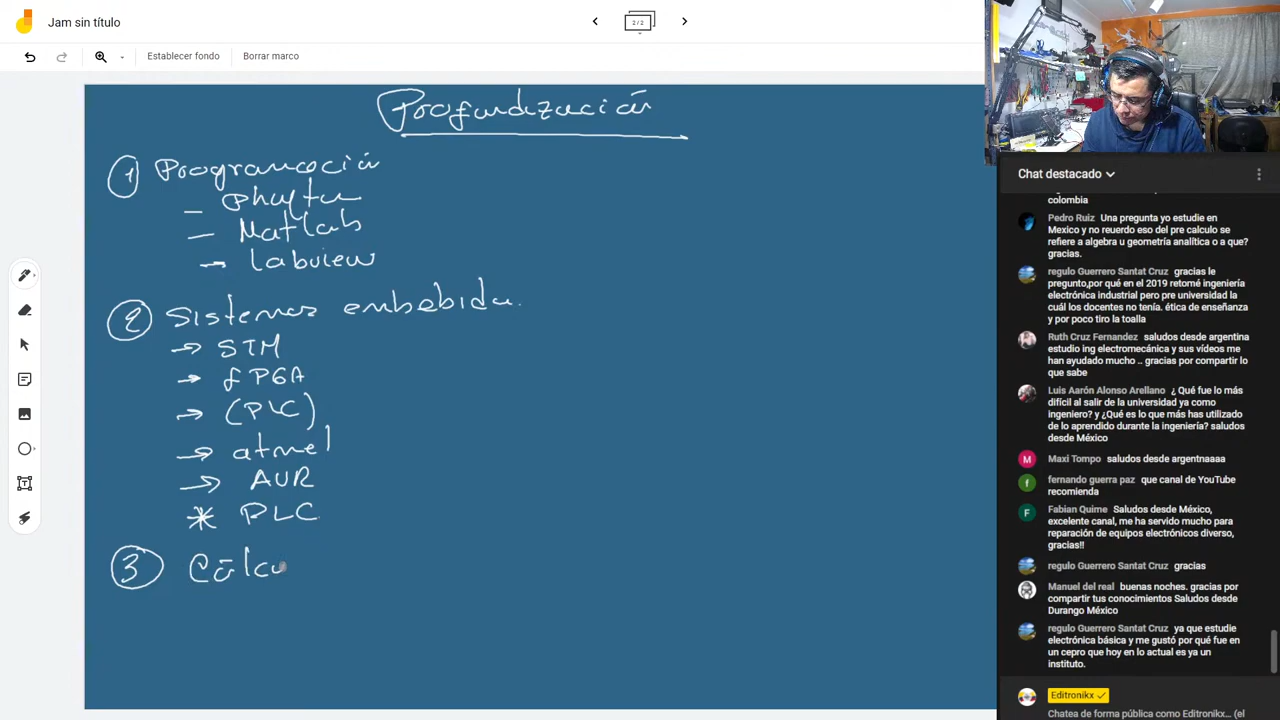 Jam sin título
2/2
Establecer fondo
Borrar marco
Profundización
1 Programación
– Phyton
– Matlab
→ Labview
2 Sistemas embebidu.
→ STM
→ FPGA
→ (PLC)
→ atmel
→ AVR
* PLC
3 Cálcu
Chat destacado
colombia
Pedro Ruiz Una pregunta yo estudie en
Mexico y no reuerdo eso del pre calculo se
refiere a algebra u geometría analítica o a que?
gracias.
regulo Guerrero Santat Cruz gracias le
pregunto,por qué en el 2019 retomé ingeniería
electrónica industrial pero pre universidad la
cuál los docentes no tenía. ética de enseñanza
y por poco tiro la toalla
Ruth Cruz Fernandez saludos desde argentina
estudio ing electromecánica y sus vídeos me
han ayudado mucho .. gracias por compartir lo
que sabe
Luis Aarón Alonso Arellano ¿ Qué fue lo más
difícil al salir de la universidad ya como
ingeniero? y ¿Qué es lo que más has utilizado
de lo aprendido durante la ingeniería? saludos
desde México
M
Maxi Tompo saludos desde argentnaaaa
f
fernando guerra paz que canal de YouTube
recomienda
F
Fabian Quime Saludos desde México,
excelente canal, me ha servido mucho para
reparación de equipos electrónicos diverso,
gracias!!
regulo Guerrero Santat Cruz gracias
Manuel del real buenas noches. gracias por
compartir tus conocimientos Saludos desde
Durango México
regulo Guerrero Santat Cruz ya que estudie
electrónica básica y me gustó por qué fue en
un cepro que hoy en lo actual es ya un
instituto.
Editronikx
Chatea de forma pública como Editronikx… (el